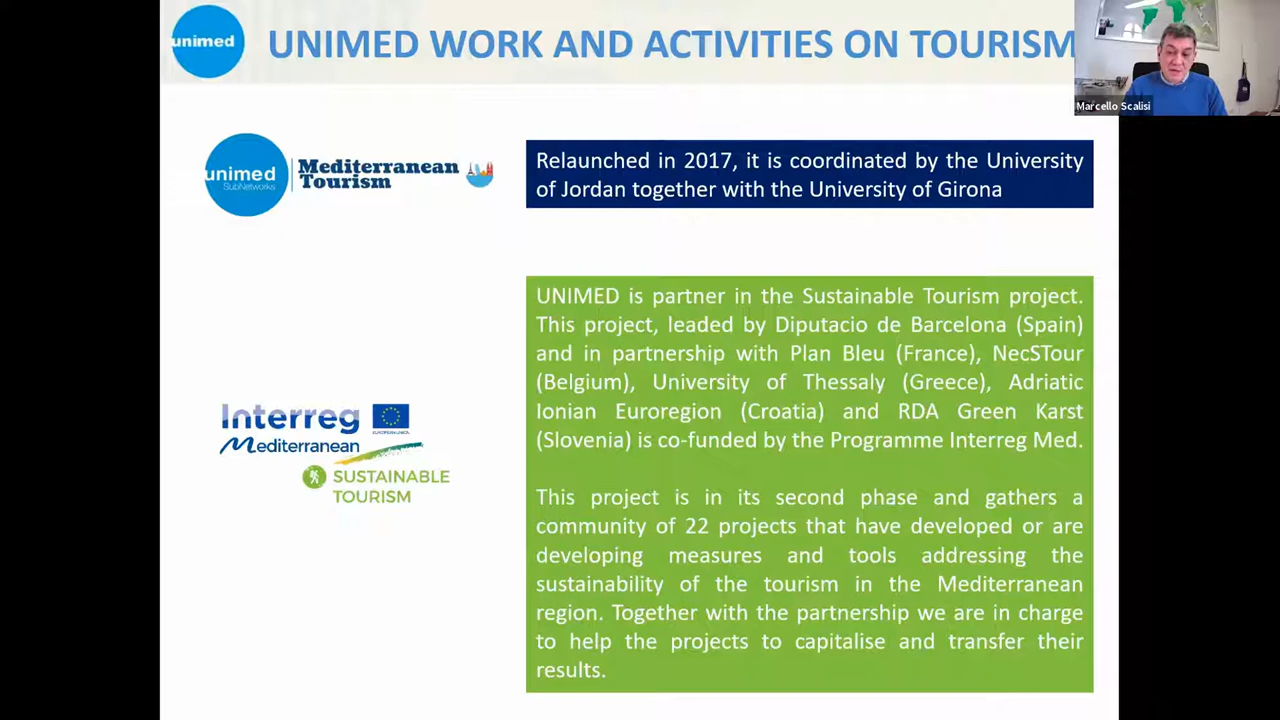 unimed
UNIMED WORK AND ACTIVITIES ON TOURISM
Marcello Scalisi
unimed
SubNetworks
Mediterranean
Tourism
Relaunched in 2017, it is coordinated by the University
of Jordan together with the University of Girona
UNIMED is partner in the Sustainable Tourism project.
This project, leaded by Diputacio de Barcelona (Spain)
and in partnership with Plan Bleu (France), NecSTour
(Belgium), University of Thessaly (Greece), Adriatic
Ionian Euroregion (Croatia) and RDA Green Karst
(Slovenia) is co-funded by the Programme Interreg Med.
This project is in its second phase and gathers a
community of 22 projects that have developed or are
developing measures and tools addressing the
sustainability of the tourism in the Mediterranean
region. Together with the partnership we are in charge
to help the projects to capitalise and transfer their
results.
Interreg
Mediterranean
SUSTAINABLE
TOURISM